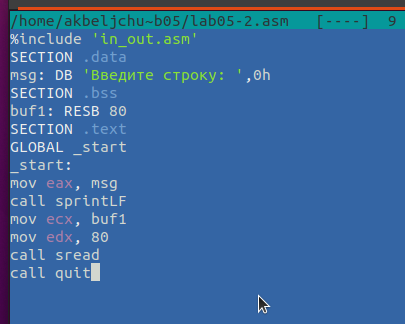 /home/akbeljchu~b05/lab05-2.asm [----] 9
%include 'in_out.asm'
SECTION .data
msg: DB 'Введите строку: ',0h
SECTION .bss
buf1: RESB 80
SECTION .text
GLOBAL _start
_start:
mov eax, msg
call sprintLF
mov ecx, buf1
mov edx, 80
call sread
call quit